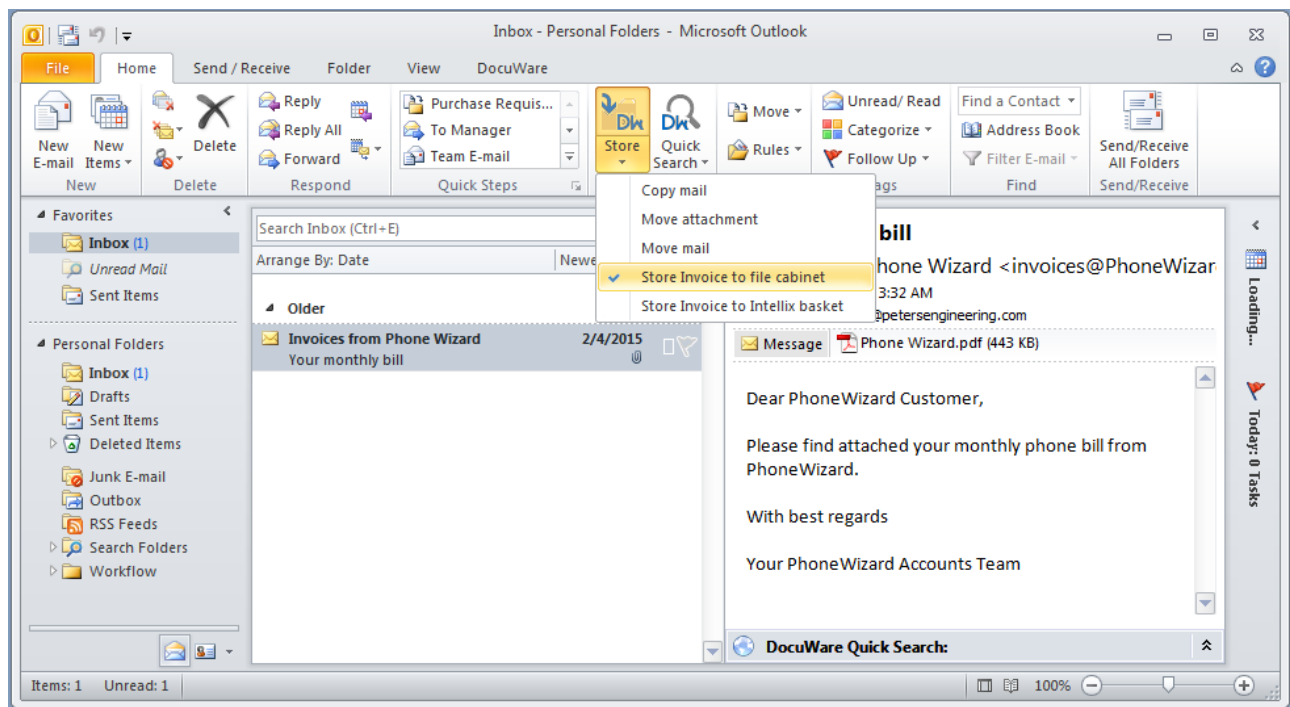 Inbox - Personal Folders - Microsoft Outlook
File Home Send / Receive Folder View DocuWare
New E-mail
New Items
Delete
Reply
Reply All
Forward
Purchase Requis...
To Manager
Team E-mail
Store
Quick Search
Move
Rules
Unread/ Read
Categorize
Follow Up
Find a Contact
Address Book
Filter E-mail
Send/Receive All Folders
New Delete Respond Quick Steps ags Find Send/Receive
Copy mail
Move attachment
Move mail
Store Invoice to file cabinet
Store Invoice to Intellix basket
Favorites
Inbox (1)
Unread Mail
Sent Items
Personal Folders
Inbox (1)
Drafts
Sent Items
Deleted Items
Junk E-mail
Outbox
RSS Feeds
Search Folders
Workflow
Search Inbox (Ctrl+E)
Arrange By: Date Newe
Older
Invoices from Phone Wizard 2/4/2015
Your monthly bill
bill
hone Wizard <invoices@PhoneWizar
3:32 AM
@petersengineering.com
Message Phone Wizard.pdf (443 KB)
Dear PhoneWizard Customer,
Please find attached your monthly phone bill from
PhoneWizard.
With best regards
Your PhoneWizard Accounts Team
DocuWare Quick Search:
Loading...
Today: 0 Tasks
Items: 1 Unread: 1 100%